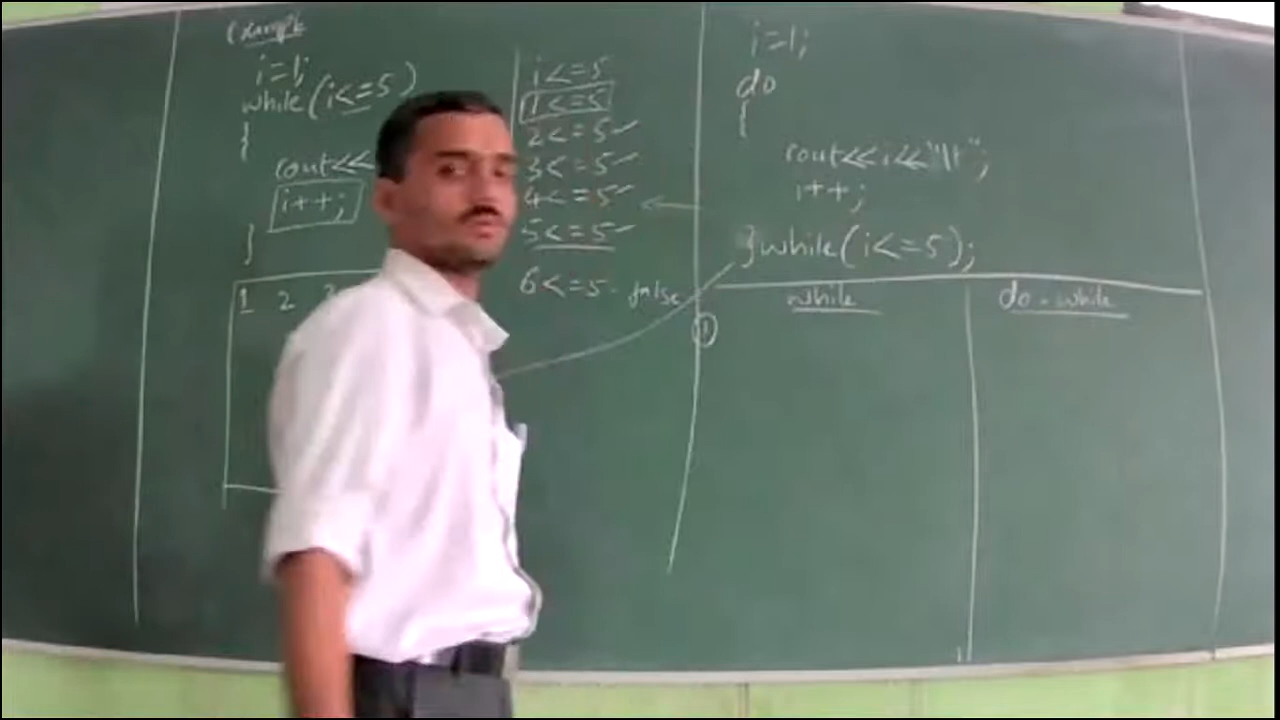 Example
i=1;
while(i<=5)
{
cout<<
i++;
}
1 2 3
i<=5
1<=5
2<=5✓
3<=5✓
4<=5✓
5<=5✓
6<=5- false
i=1;
do
{
cout<<i<<"\t";
i++;
}while(i<=5);
while do-while
①